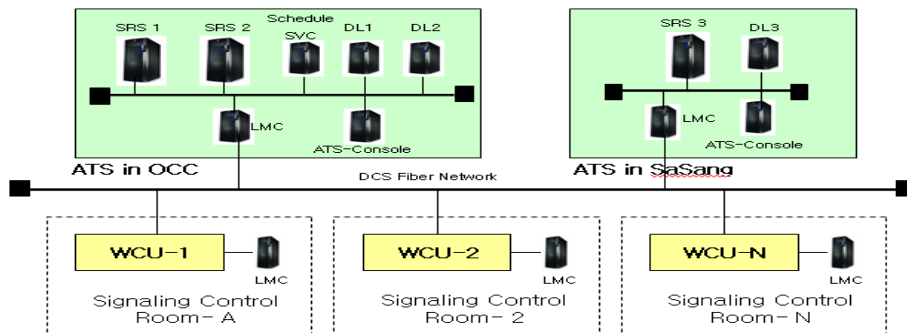 Schedule
SRS 1
SRS 2
SVC
DL1
DL2
LMC
ATS-Console
ATS in OCC
SRS 3
DL3
LMC
ATS-Console
ATS in SaSang
DCS Fiber Network
WCU-1
LMC
Signaling Control
Room- A
WCU-2
LMC
Signaling Control
Room- 2
WCU-N
LMC
Signaling Control
Room- N